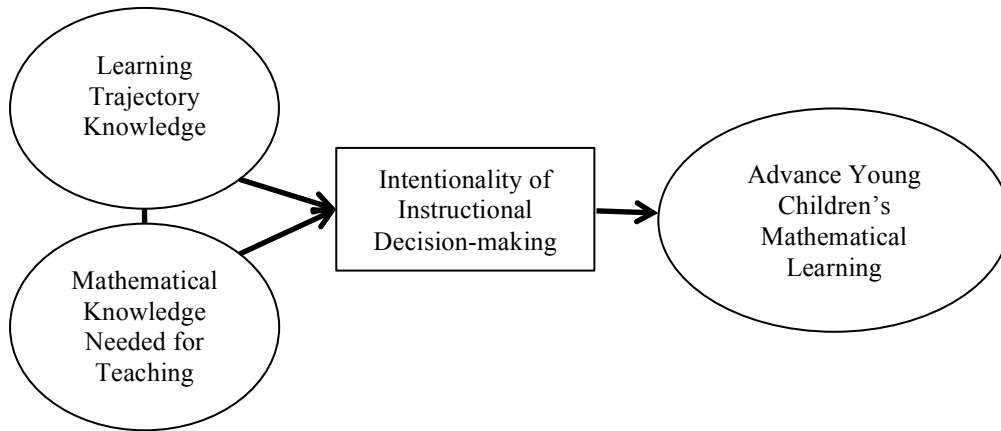 Learning
Trajectory
Knowledge
Mathematical
Knowledge
Needed for
Teaching
Intentionality of
Instructional
Decision-making
Advance Young
Children’s
Mathematical
Learning